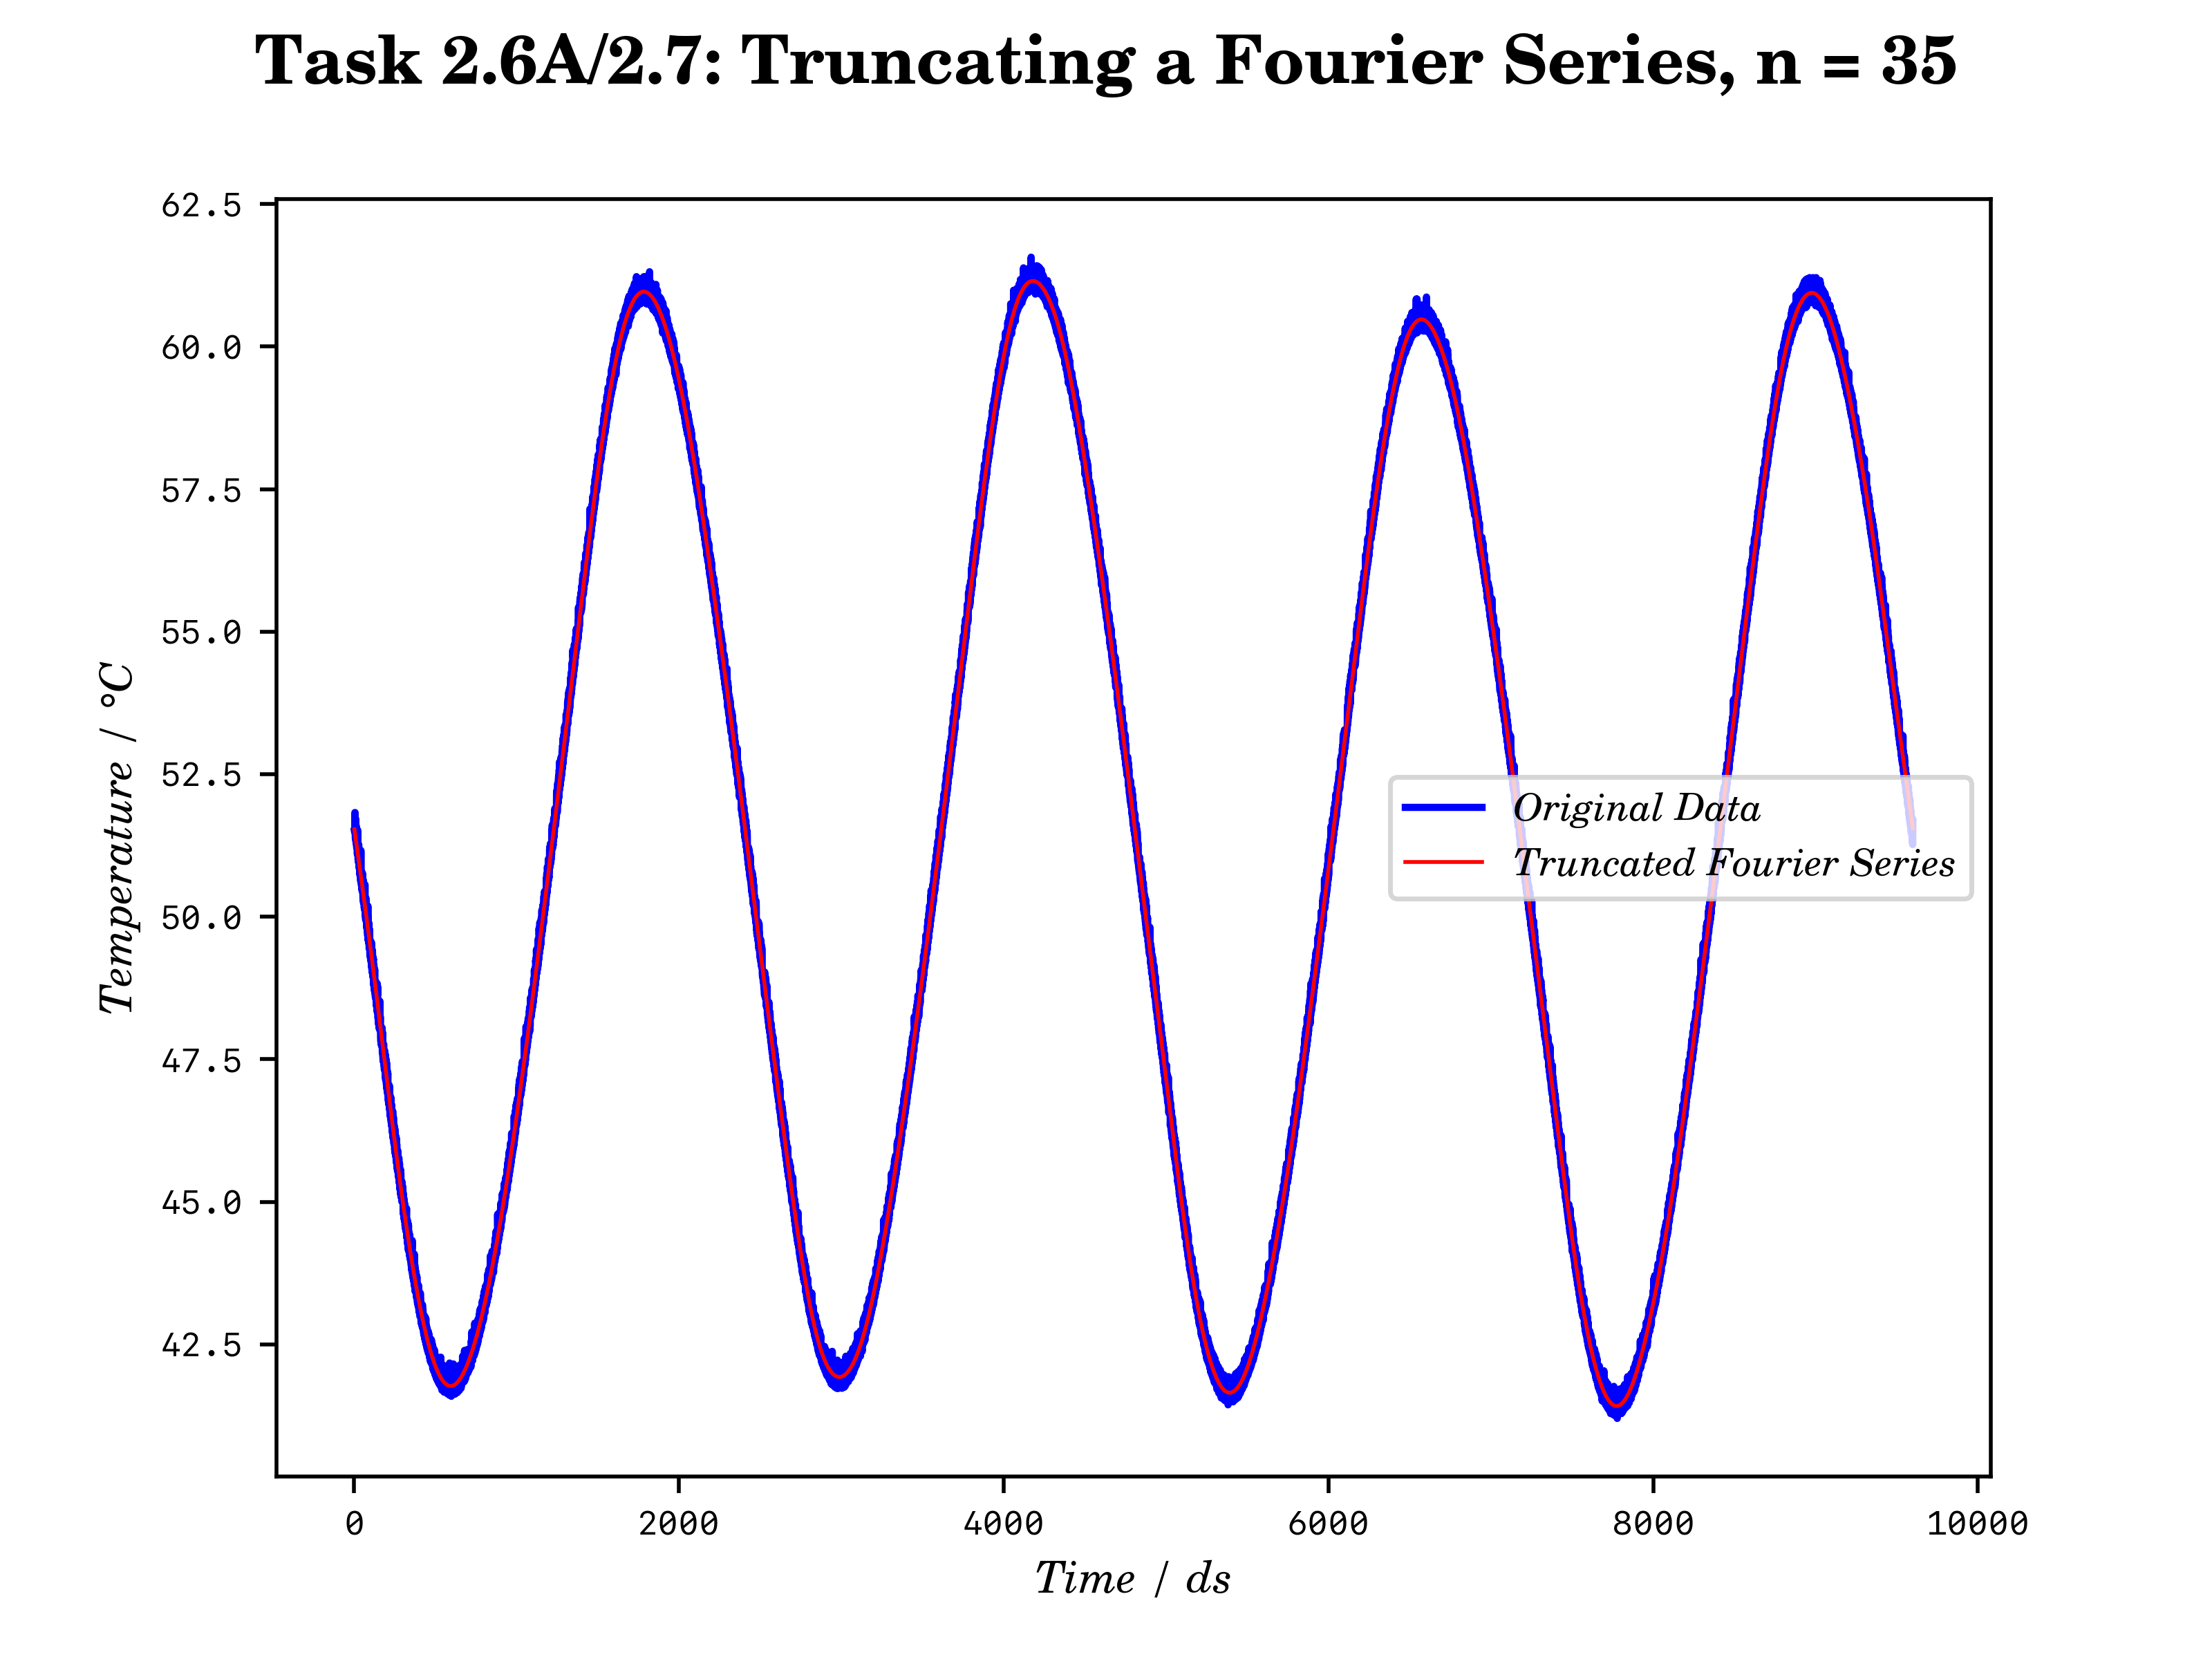 Task 2.6A/2.7: Truncating a Fourier Series, n = 35
62.5
60.0
57.5
55.0
52.5
50.0
47.5
45.0
42.5
Temperature / °C
Original Data
Truncated Fourier Series
0 2000 4000 6000 8000 10000
Time / ds